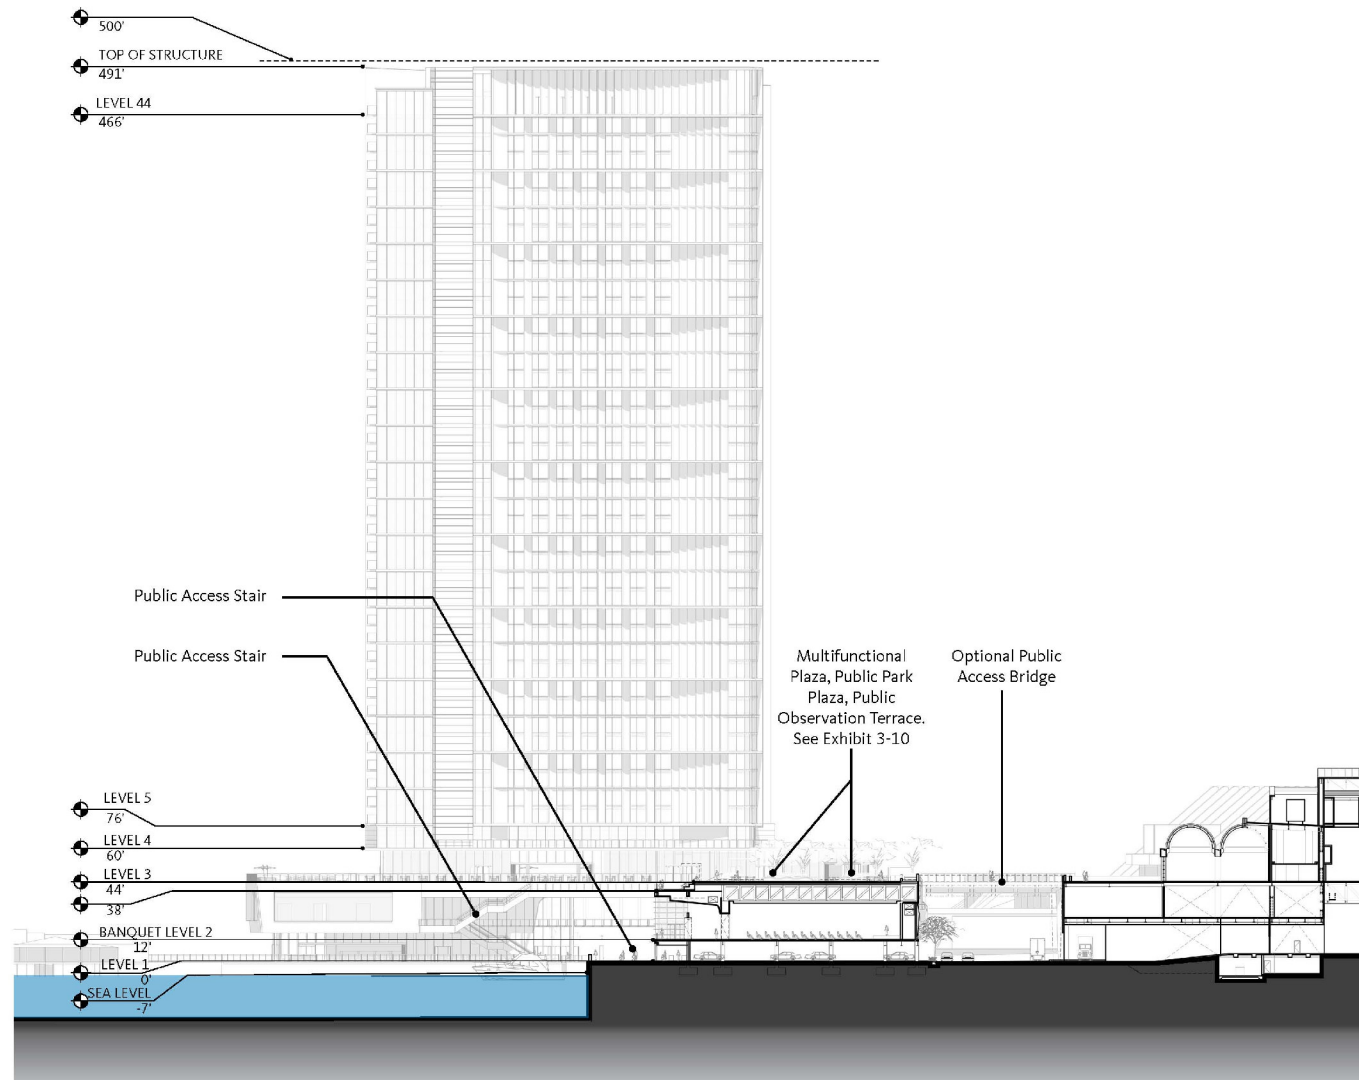 500'
TOP OF STRUCTURE
491'
LEVEL 44
466'
Public Access Stair
Public Access Stair
Multifunctional
Plaza, Public Park
Plaza, Public
Observation Terrace.
See Exhibit 3-10
Optional Public
Access Bridge
LEVEL 5
76'
LEVEL 4
60'
LEVEL 3
44'
38'
BANQUET LEVEL 2
12'
LEVEL 1
0'
SEA LEVEL
-7'